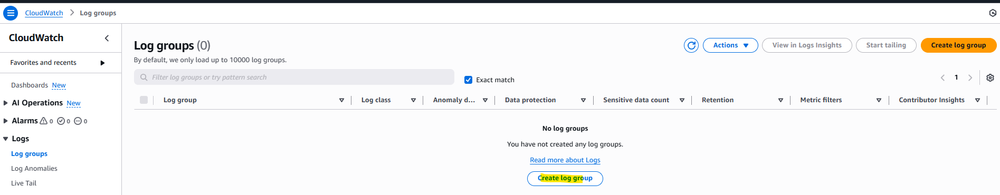 CloudWatch > Log groups
CloudWatch
Favorites and recents
Dashboards New
AI Operations New
Alarms 0 0 0
Logs
Log groups
Log Anomalies
Live Tail
Log groups (0)
By default, we only load up to 10000 log groups.
Actions
View in Logs Insights
Start tailing
Create log group
Filter log groups or try pattern search
Exact match
1
Log group
Log class
Anomaly d...
Data protection
Sensitive data count
Retention
Metric filters
Contributor Insights
No log groups
You have not created any log groups.
Read more about Logs
Create log group